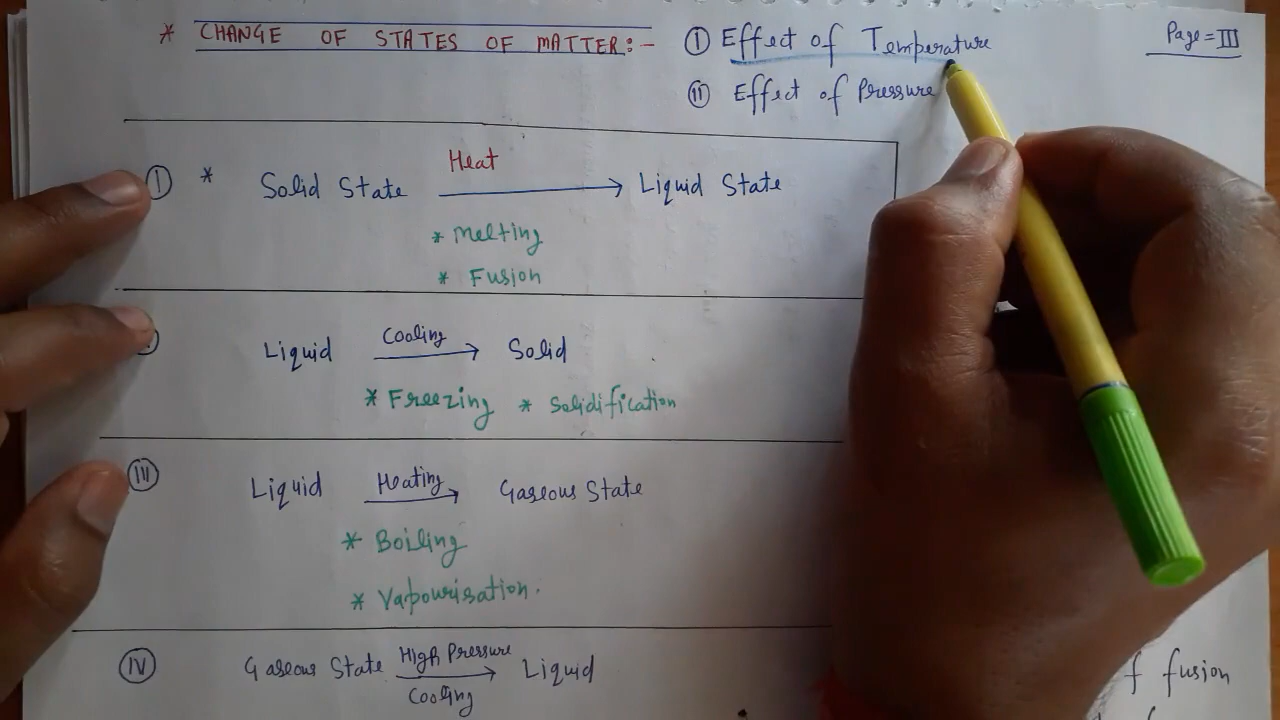 * CHANGE OF STATES OF MATTER:-
Ⓘ Effect of Temperature
ⓘⓘ Effect of Pressure
Page = III
Ⓘ * Solid State Heat → Liquid State
* Melting
* Fusion
Liquid Cooling → Solid
* Freezing * Solidification
III Liquid Heating → Gaseous State
* Boiling
* Vapourisation.
IV Gaseous State High Pressure → Liquid
Cooling
fusion